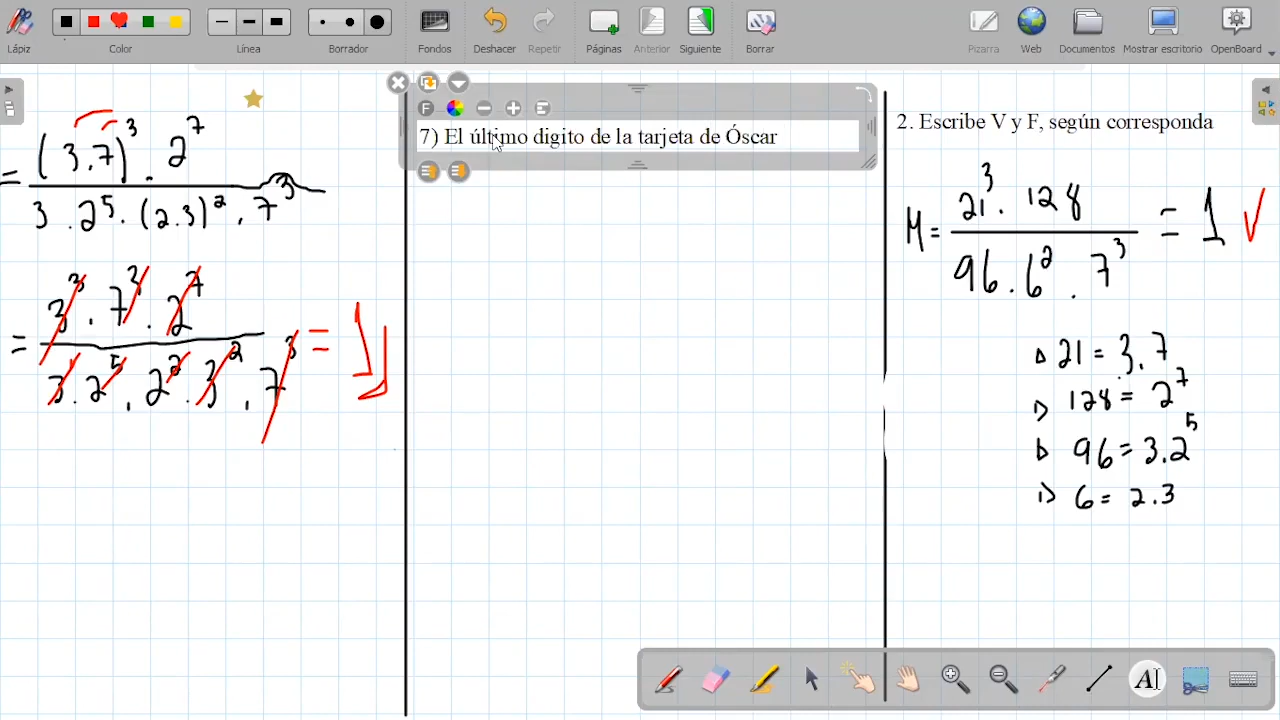 Lápiz
Color
Línea
Borrador
Fondos
Deshacer
Repetir
Páginas
Anterior
Siguiente
Borrar
Pizarra
Web
Documentos
Mostrar escritorio
OpenBoard
= (3.7)³ . 2⁷
3 . 2⁵ . (2.3)² . 7³
= 3³ . 7³ . 2⁷
3 . 2⁵ . 2² . 3² . 7³ = 1
F
7) El último digito de la tarjeta de Óscar
2. Escribe V y F, según corresponda
M = 21³ . 128 = 1 ✓
96 . 6² . 7³
21 = 3.7
128 = 2⁷
96 = 3.2⁵
6 = 2.3
AI